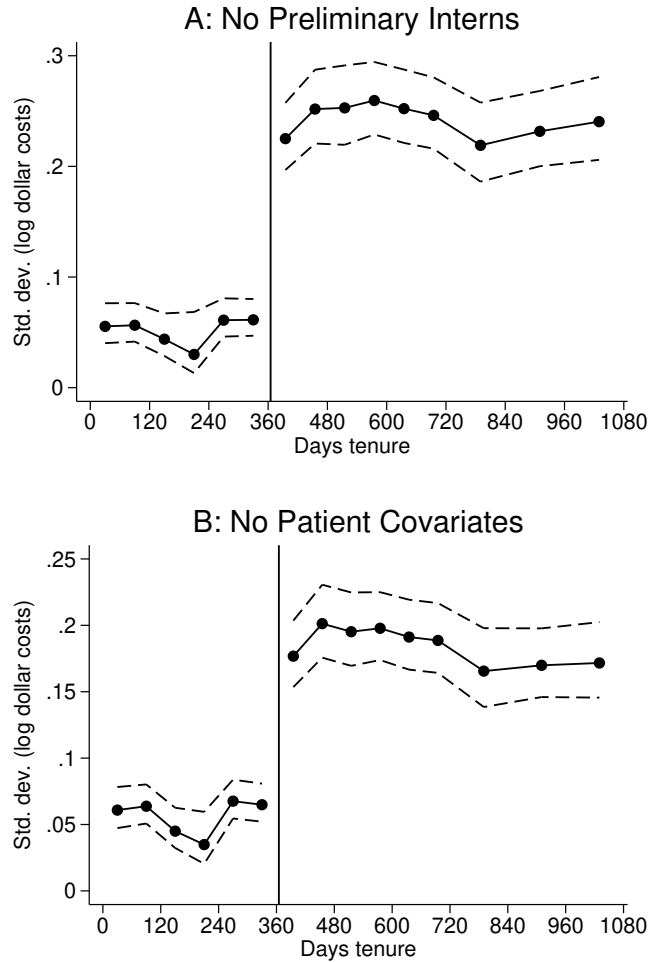 A: No Preliminary Interns
Std. dev. (log dollar costs)
.3
.2
.1
0
0 120 240 360 480 600 720 840 960 1080
Days tenure
B: No Patient Covariates
Std. dev. (log dollar costs)
.25
.2
.15
.1
.05
0
0 120 240 360 480 600 720 840 960 1080
Days tenure